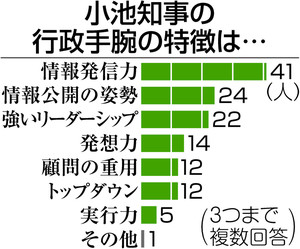 小池知事の
行政手腕の特徴は…
情報発信力 41
(人)
情報公開の姿勢 24
強いリーダーシップ 22
発想力 14
顧問の重用 12
トップダウン 12
実行力 5
その他 1
(3つまで
複数回答)